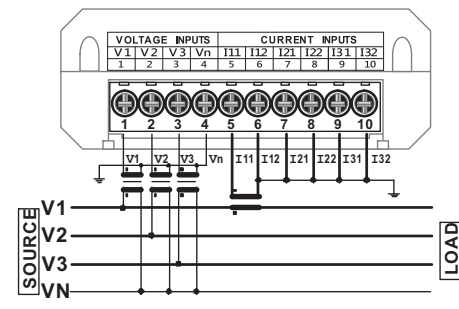 VOLTAGE INPUTS CURRENT INPUTS
V1 V2 V3 Vn I11 I12 I21 I22 I31 I32
1 2 3 4 5 6 7 8 9 10
1 2 3 4 5 6 7 8 9 10
V1 V2 V3 Vn I11 I12 I21 I22 I31 I32
SOURCE
V1
V2
V3
VN
LOAD